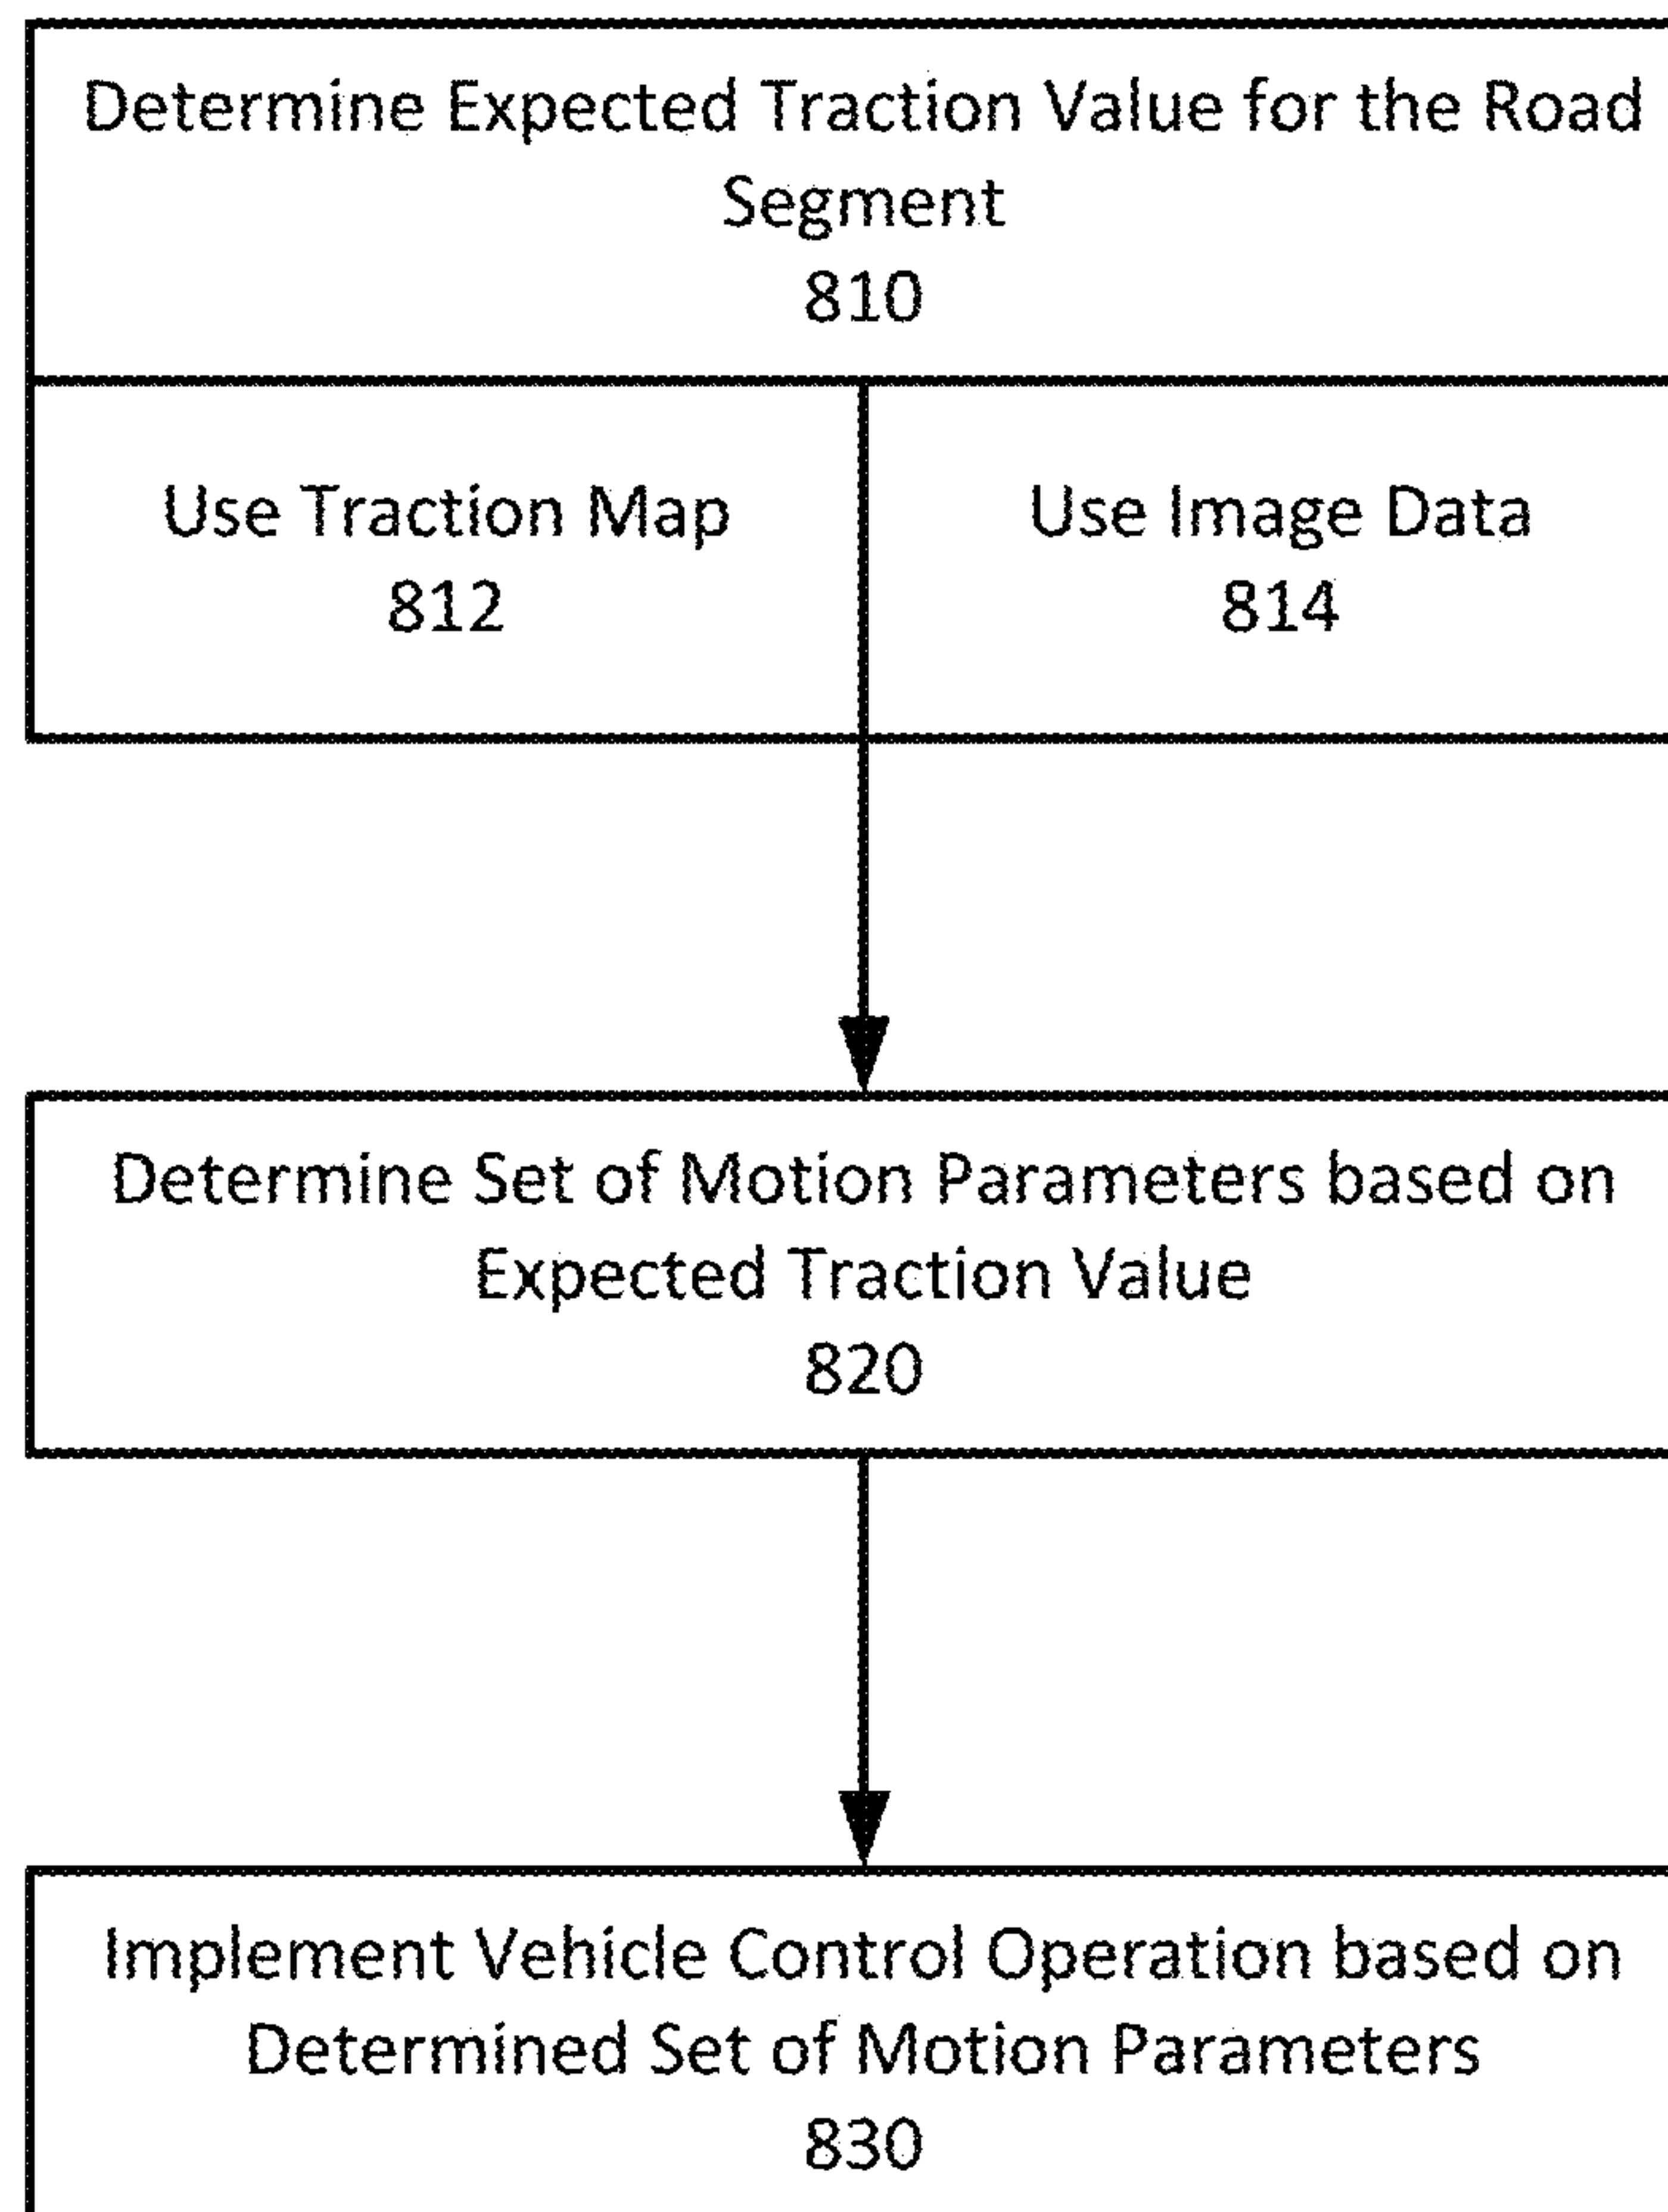 Determine Expected Traction Value for the Road
Segment
810
Use Traction Map
812
Use Image Data
814
Determine Set of Motion Parameters based on
Expected Traction Value
820
Implement Vehicle Control Operation based on
Determined Set of Motion Parameters
830